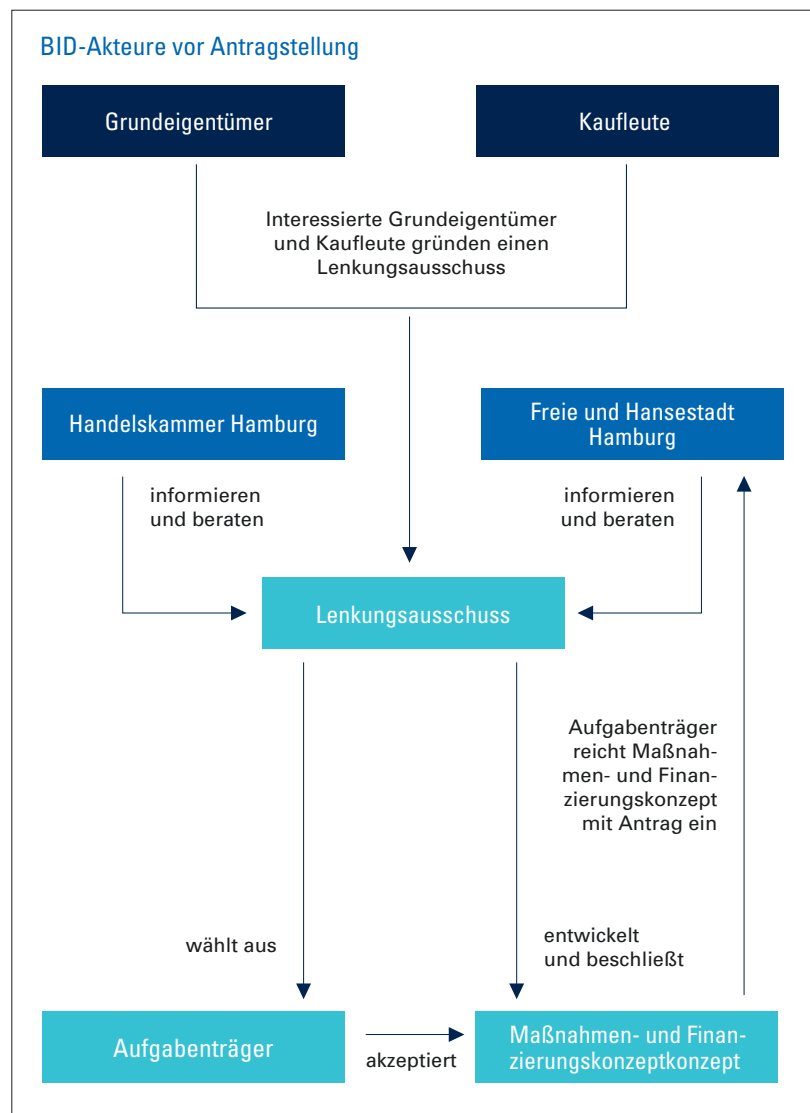 BID-Akteure vor Antragstellung
Grundeigentümer
Kaufleute
Interessierte Grundeigentümer
und Kaufleute gründen einen
Lenkungsausschuss
Handelskammer Hamburg
Freie und Hansestadt
Hamburg
informieren
und beraten
informieren
und beraten
Lenkungsausschuss
Aufgabenträger
reicht Maßnah-
men- und Finan-
zierungskonzept
mit Antrag ein
wählt aus
entwickelt
und beschließt
Aufgabenträger
akzeptiert
Maßnahmen- und Finan-
zierungskonzeptkonzept